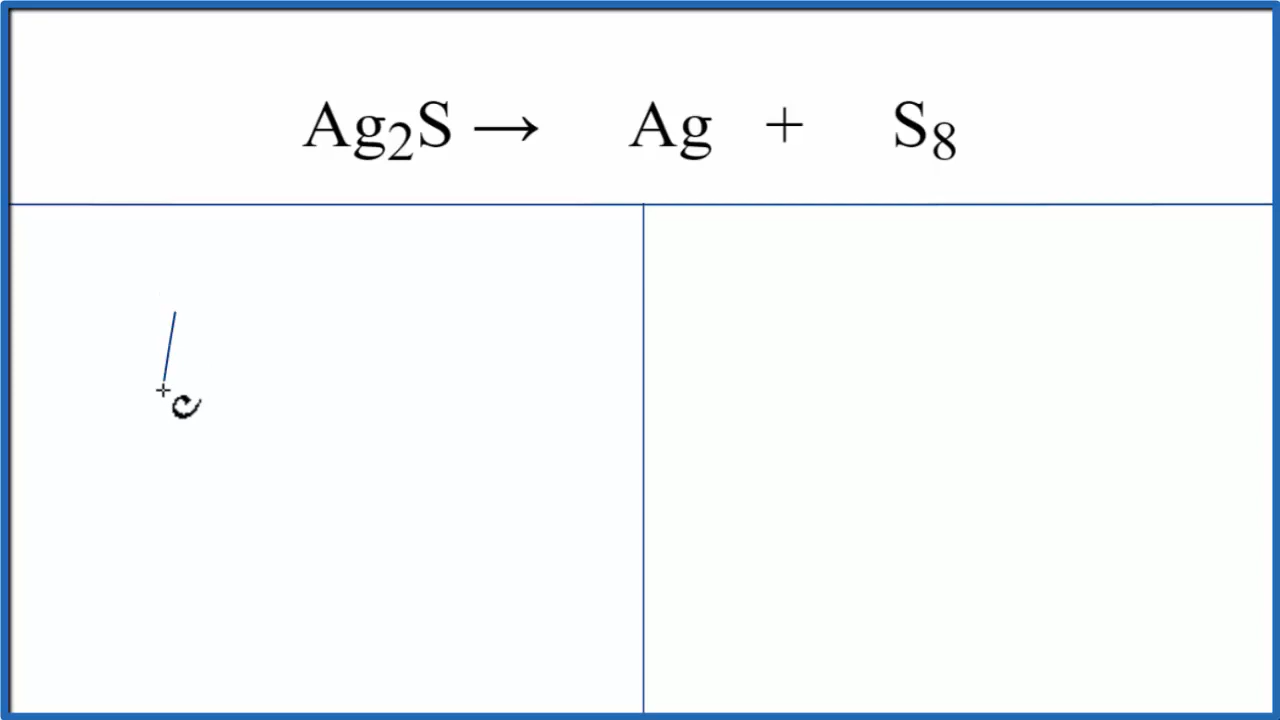 Ag₂S → Ag + S₈